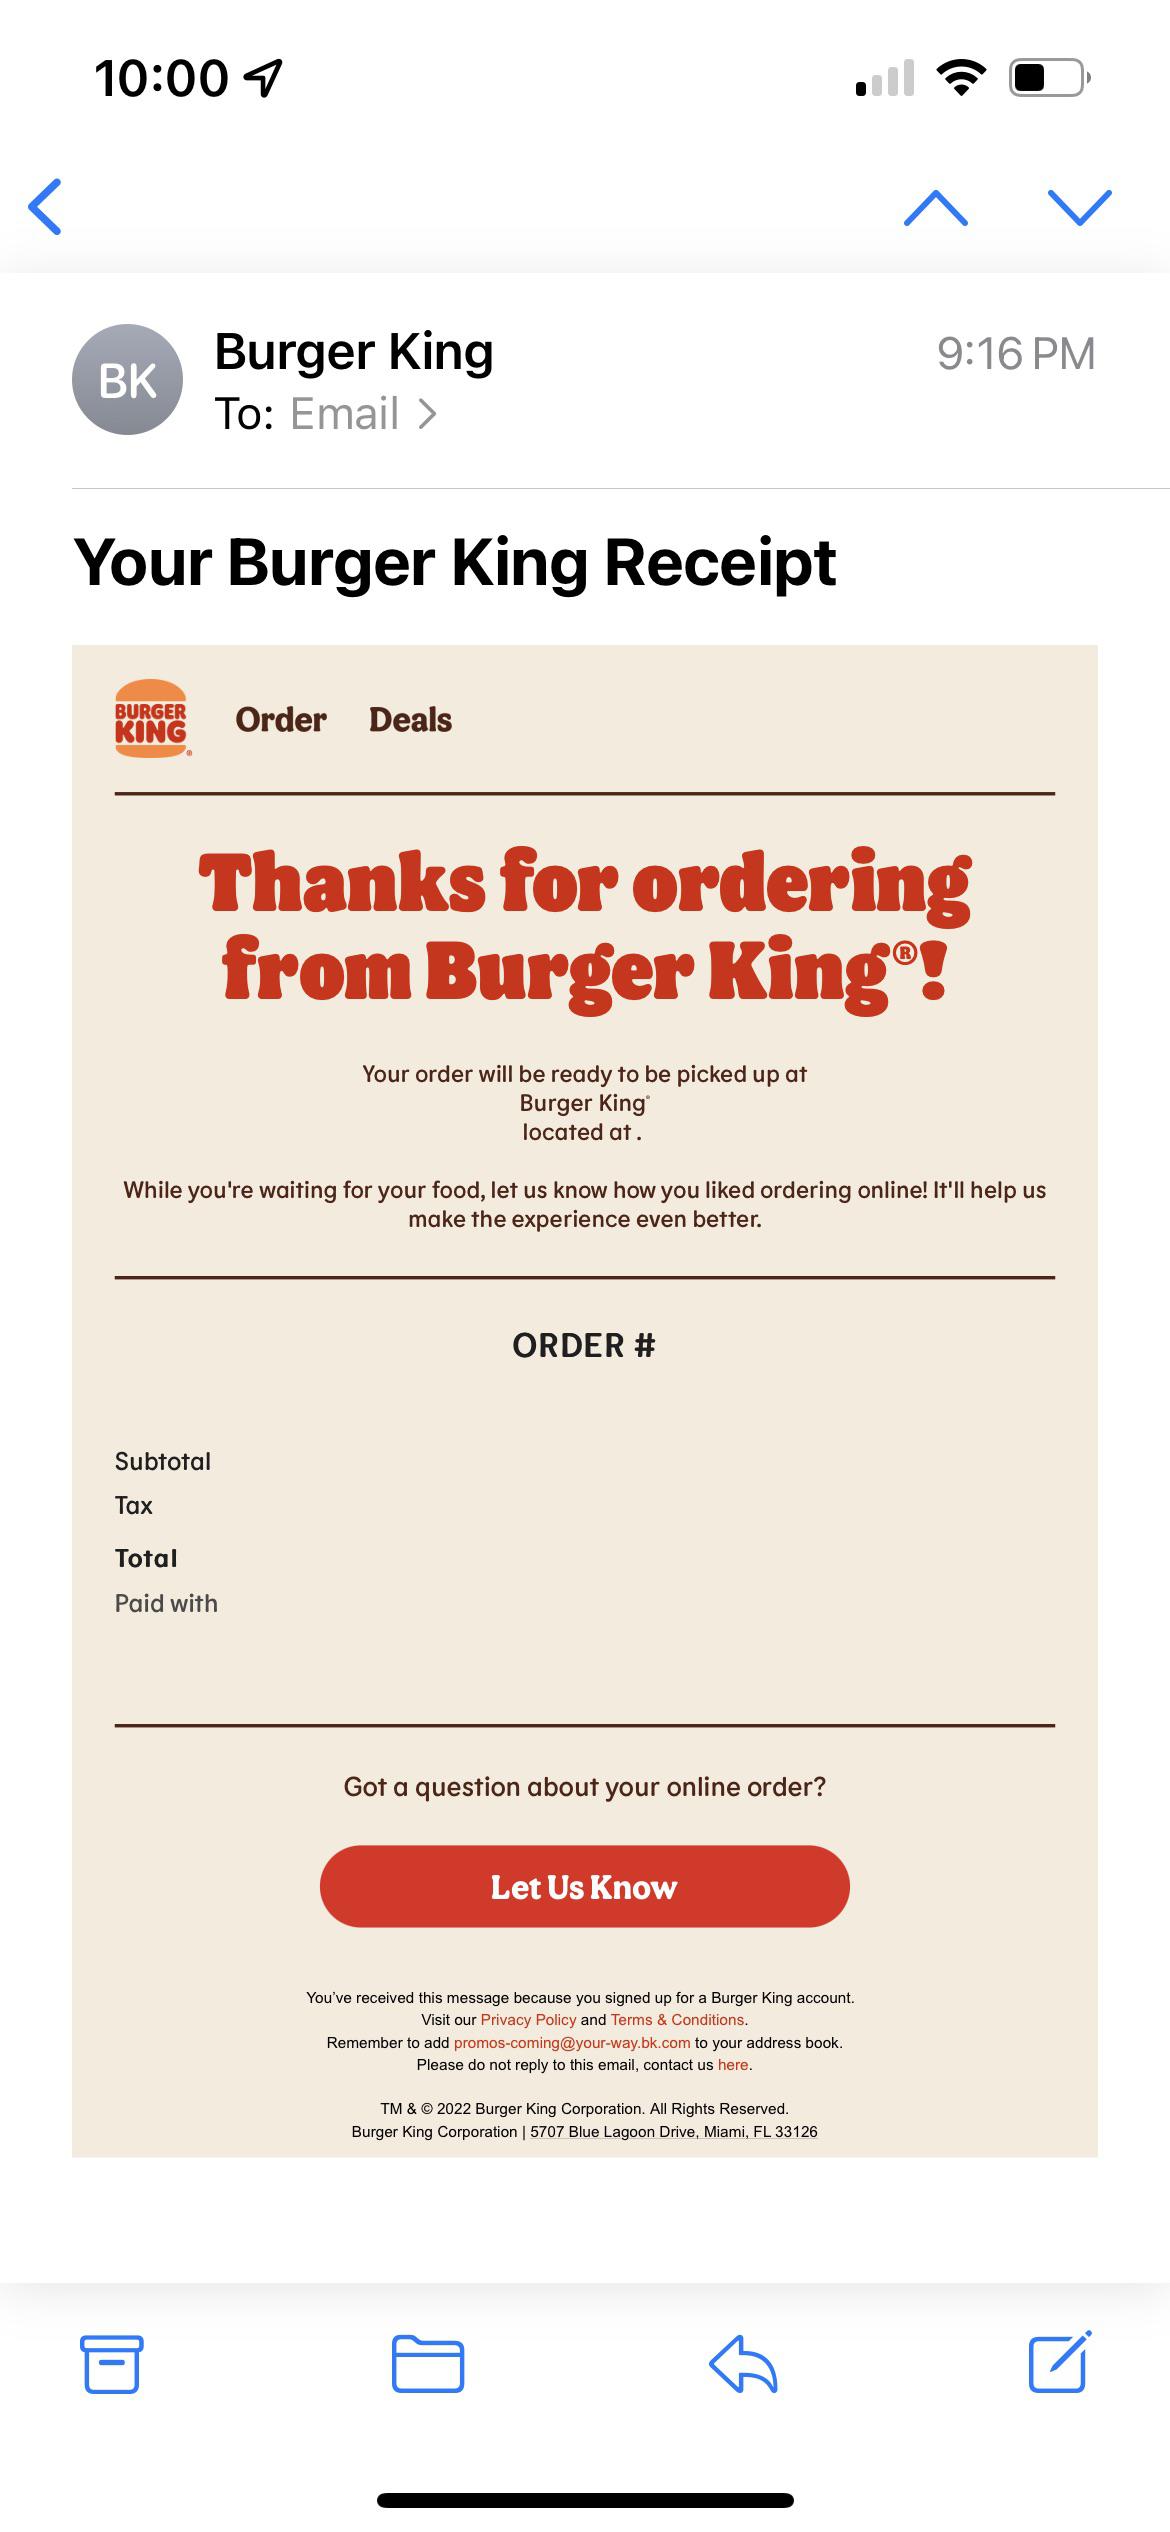 10:00
BK
Burger King
9:16 PM
To: Email
Your Burger King Receipt
BURGER
KING®
Order
Deals
Thanks for ordering
from Burger King®!
Your order will be ready to be picked up at
Burger King®
located at .
While you're waiting for your food, let us know how you liked ordering online! It'll help us
make the experience even better.
ORDER #
Subtotal
Tax
Total
Paid with
Got a question about your online order?
Let Us Know
You’ve received this message because you signed up for a Burger King account.
Visit our Privacy Policy and Terms & Conditions.
Remember to add promos-coming@your-way.bk.com to your address book.
Please do not reply to this email, contact us here.
TM & © 2022 Burger King Corporation. All Rights Reserved.
Burger King Corporation | 5707 Blue Lagoon Drive, Miami, FL 33126